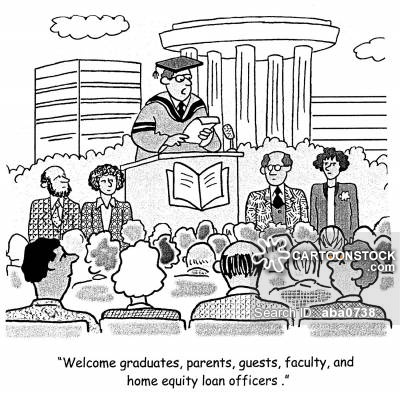 CARTOONSTOCK
.com
Search ID: aba0738
“Welcome graduates, parents, guests, faculty, and
home equity loan officers .”